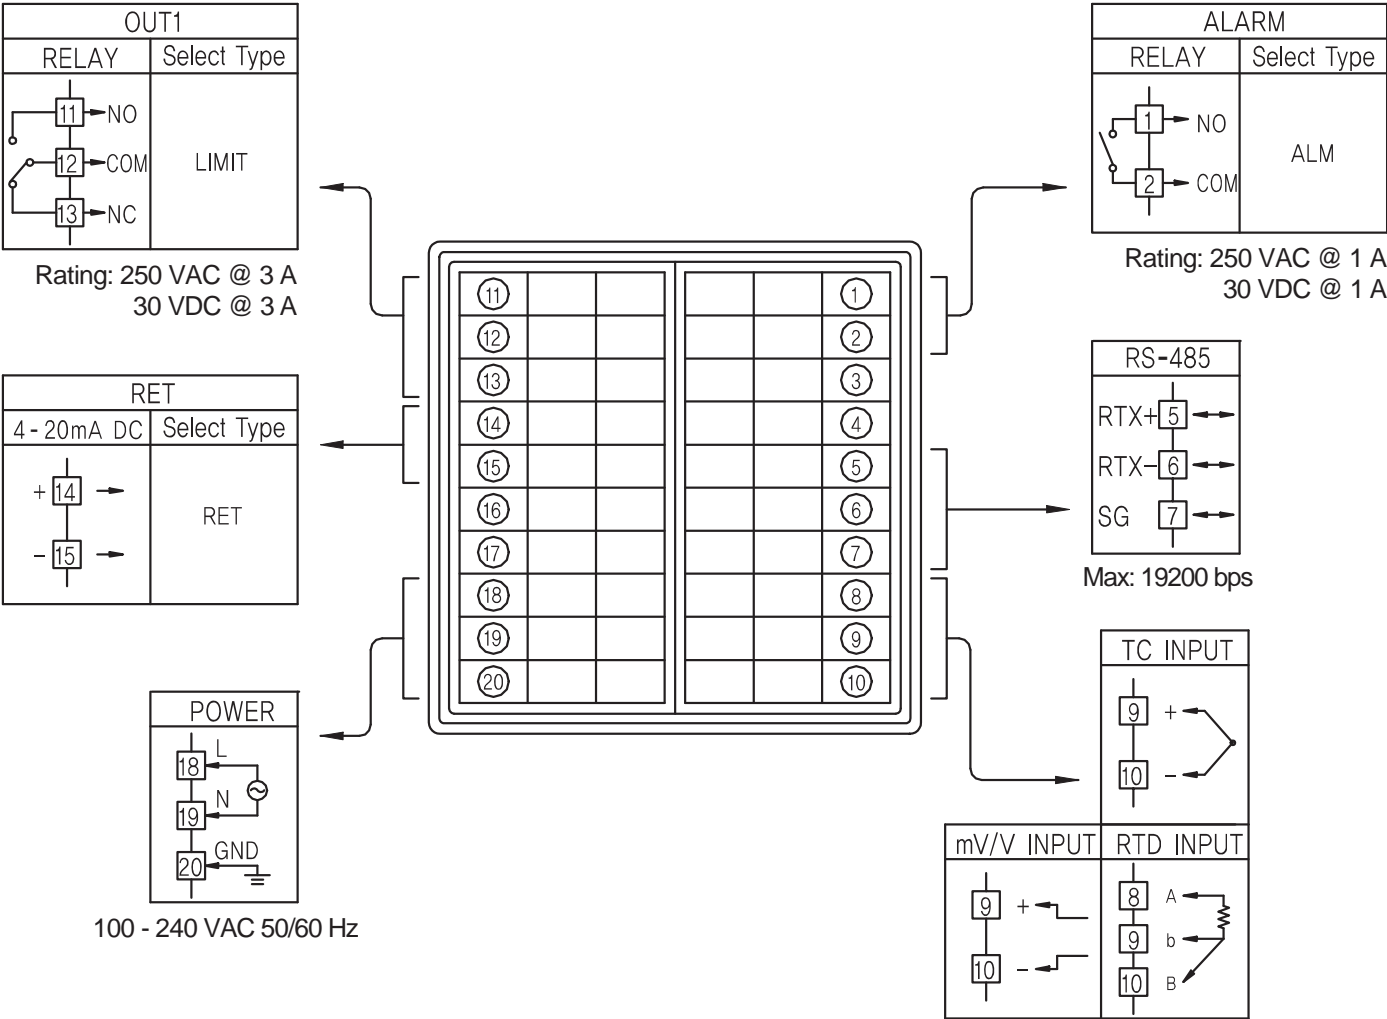 OUT1
RELAY Select Type
11 NO
12 COM
13 NC
LIMIT
Rating: 250 VAC @ 3 A
30 VDC @ 3 A
RET
4-20mA DC Select Type
+ 14
- 15
RET
POWER
18 L
19 N
20 GND
100 - 240 VAC 50/60 Hz
11 1
12 2
13 3
14 4
15 5
16 6
17 7
18 8
19 9
20 10
ALARM
RELAY Select Type
1 NO
2 COM
ALM
Rating: 250 VAC @ 1 A
30 VDC @ 1 A
RS-485
RTX+ 5
RTX- 6
SG 7
Max: 19200 bps
TC INPUT
9 +
10 -
mV/V INPUT
9 +
10 -
RTD INPUT
8 A
9 b
10 B